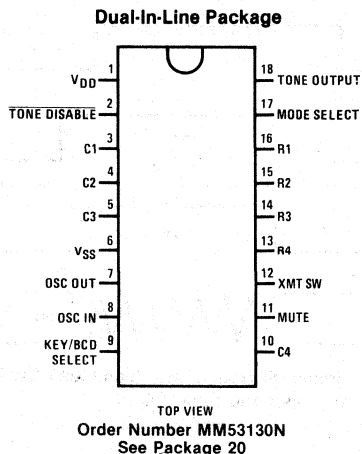 Dual-In-Line Package
VDD 1
TONE DISABLE 2
C1 3
C2 4
C3 5
VSS 6
OSC OUT 7
OSC IN 8
KEY/BCD
SELECT 9
18 TONE OUTPUT
17 MODE SELECT
16 R1
15 R2
14 R3
13 R4
12 XMT SW
11 MUTE
10 C4
TOP VIEW
Order Number MM53130N
See Package 20